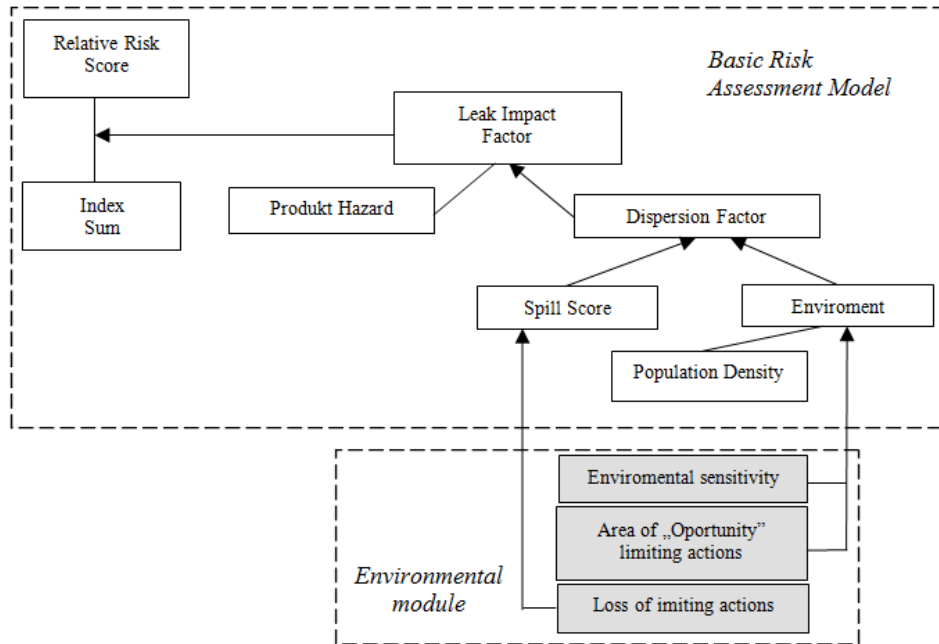 Relative Risk
Score
Basic Risk
Assessment Model
Leak Impact
Factor
Index
Sum
Produkt Hazard
Dispersion Factor
Spill Score
Enviroment
Population Density
Enviromental sensitivity
Area of „Oportunity”
limiting actions
Environmental
module
Loss of imiting actions